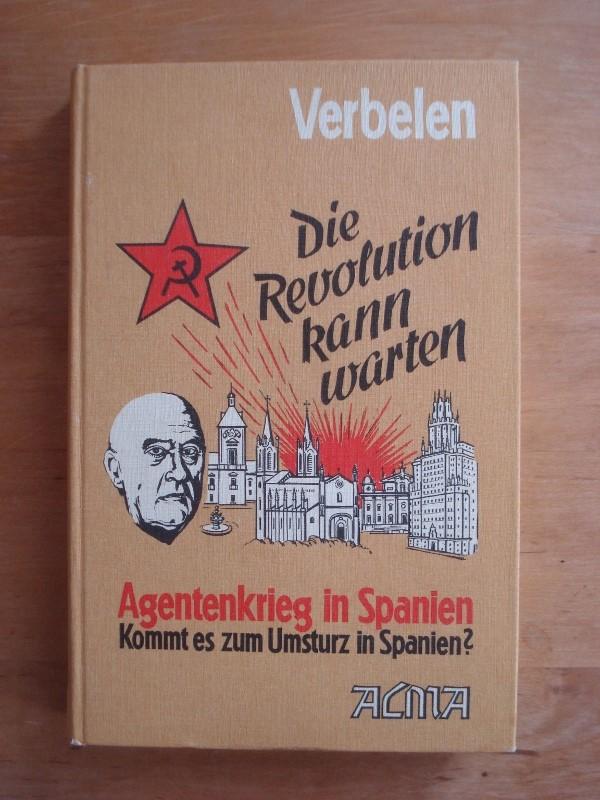 Verbelen
Die
Revolution
kann
warten
Agentenkrieg in Spanien
Kommt es zum Umsturz in Spanien?
ACMA